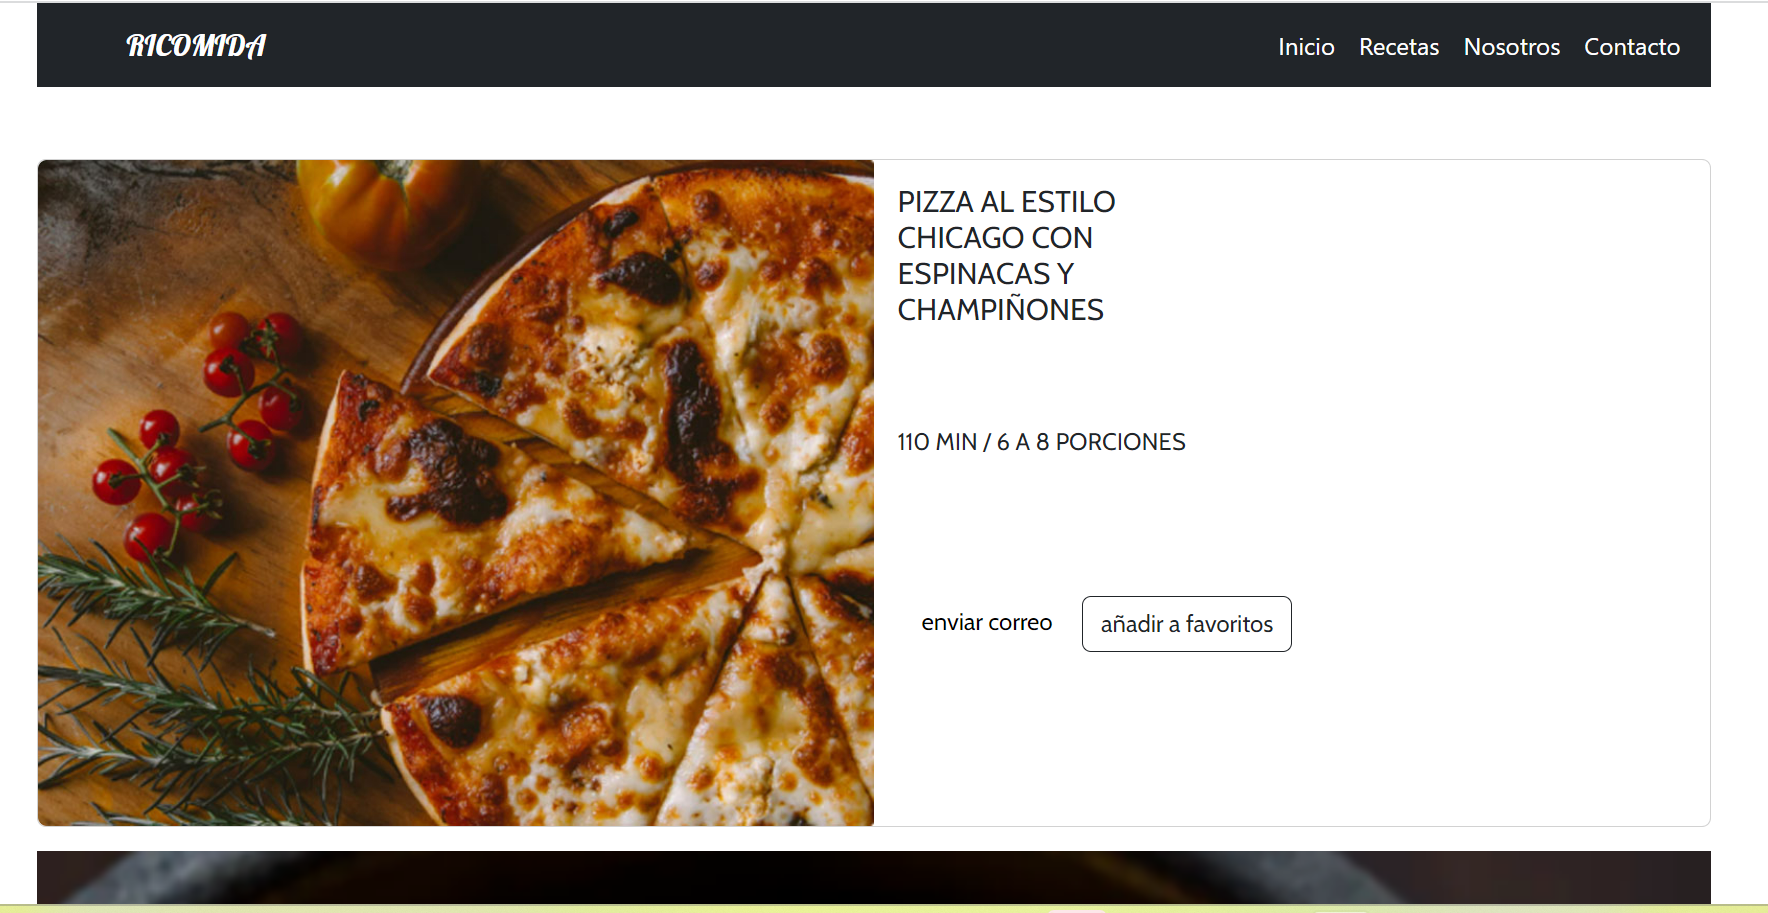 RICOMIDA
Inicio Recetas Nosotros Contacto
PIZZA AL ESTILO
CHICAGO CON
ESPINACAS Y
CHAMPIÑONES
110 MIN / 6 A 8 PORCIONES
enviar correo
añadir a favoritos